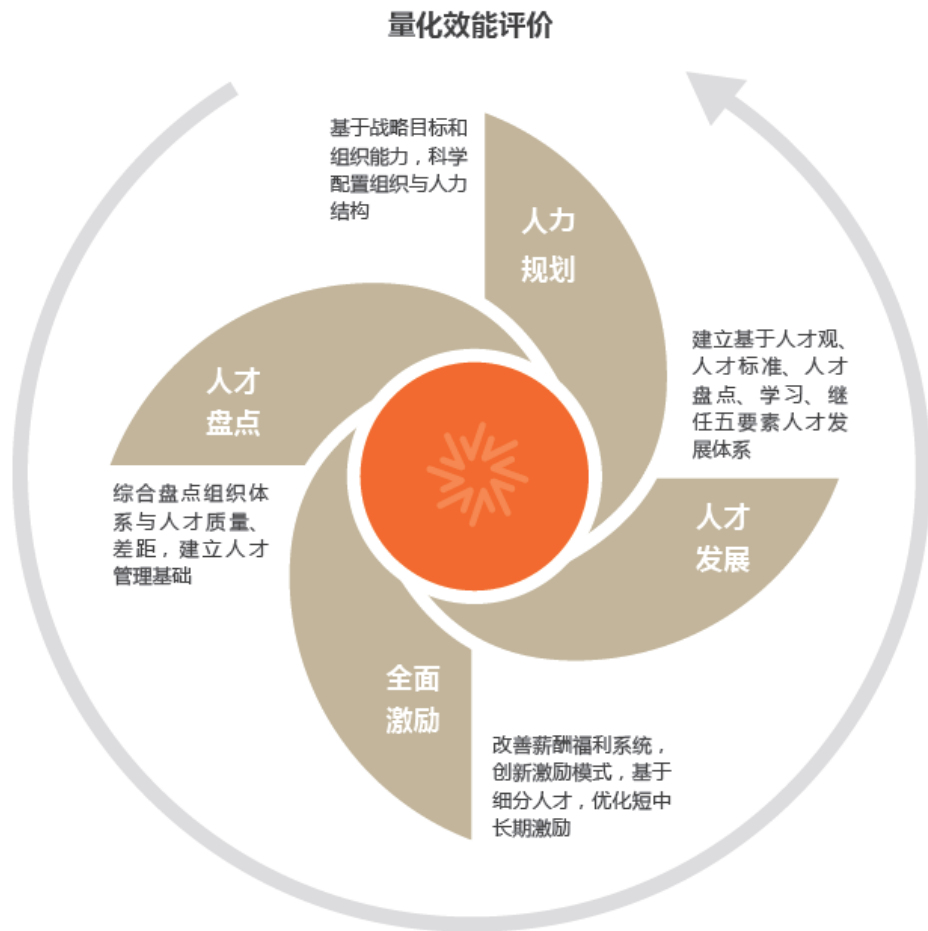 量化效能评价
基于战略目标和
组织能力，科学
配置组织与人力
结构
人力
规划
建立基于人才观、
人才标准、人才
盘点、学习、继
任五要素人才发
展体系
人才
发展
人才
盘点
综合盘点组织体
系与人才质量、
差距，建立人才
管理基础
全面
激励
改善薪酬福利系统，
创新激励模式，基于
细分人才，优化短中
长期激励